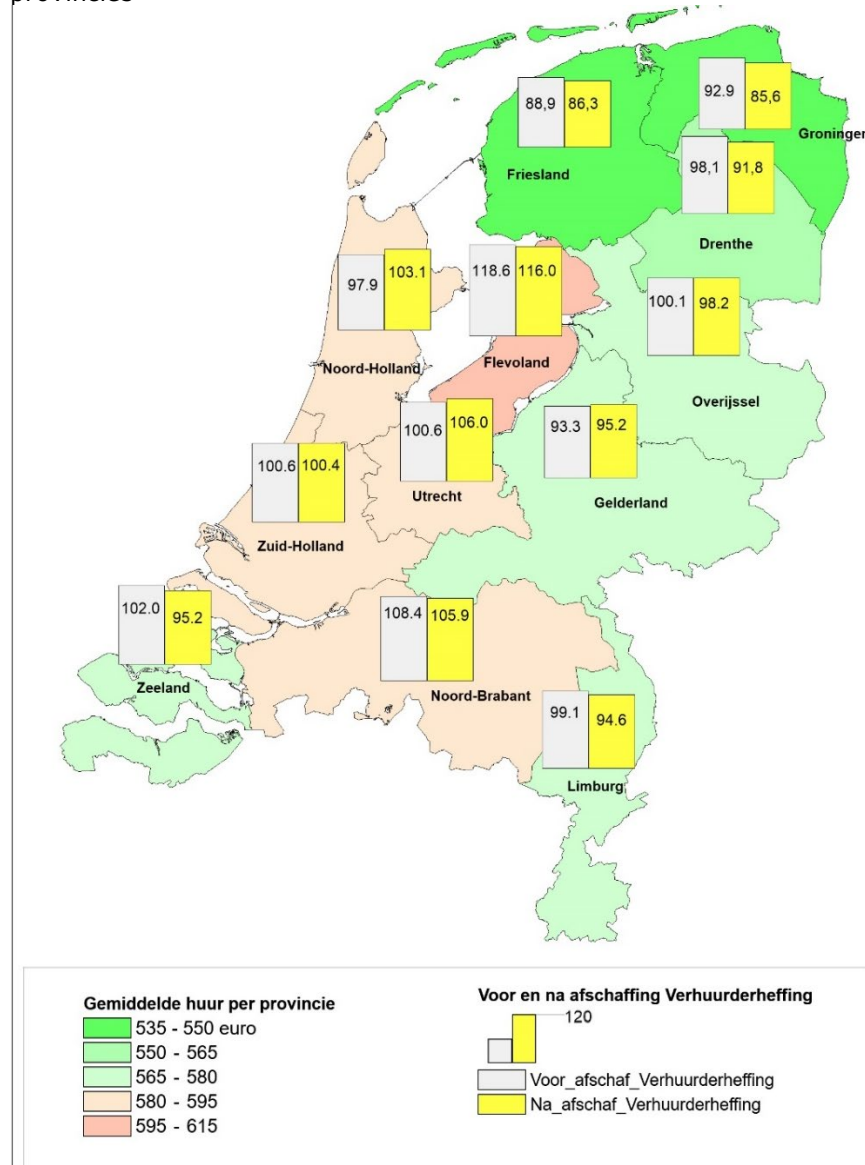 provincies
92.9
85,6
Groningen
88,9
86,3
Friesland
98,1
91,8
Drenthe
97.9
103.1
Noord-Holland
118.6
116.0
Flevoland
100.1
98.2
Overijssel
100.6
106.0
Utrecht
93.3
95.2
Gelderland
100.6
100.4
Zuid-Holland
102.0
95.2
Zeeland
108.4
105.9
Noord-Brabant
99.1
94.6
Limburg
Gemiddelde huur per provincie
535 - 550 euro
550 - 565
565 - 580
580 - 595
595 - 615
Voor en na afschaffing Verhuurderheffing
120
Voor_afschaf_Verhuurderheffing
Na_afschaf_Verhuurderheffing